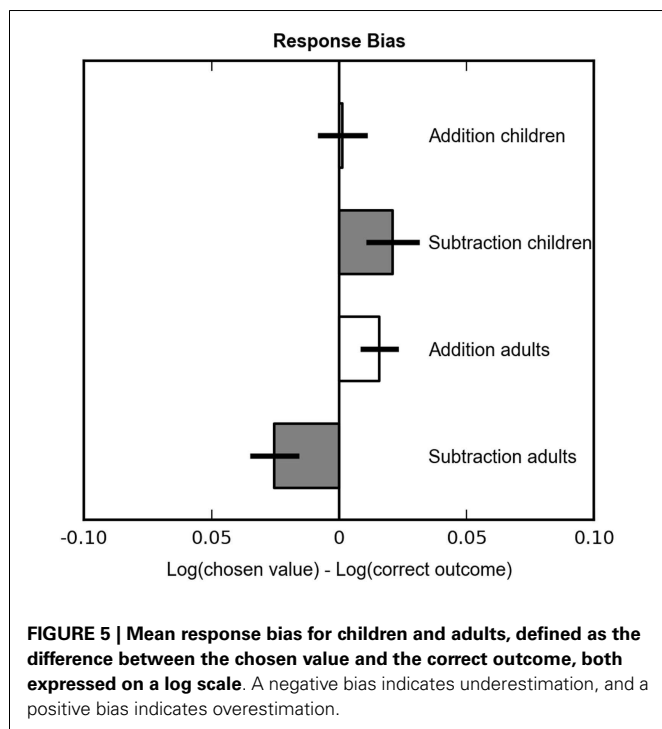 Response Bias
Addition children
Subtraction children
Addition adults
Subtraction adults
-0.10 0.05 0 0.05 0.10
Log(chosen value) - Log(correct outcome)
FIGURE 5 | Mean response bias for children and adults, defined as the
difference between the chosen value and the correct outcome, both
expressed on a log scale. A negative bias indicates underestimation, and a
positive bias indicates overestimation.